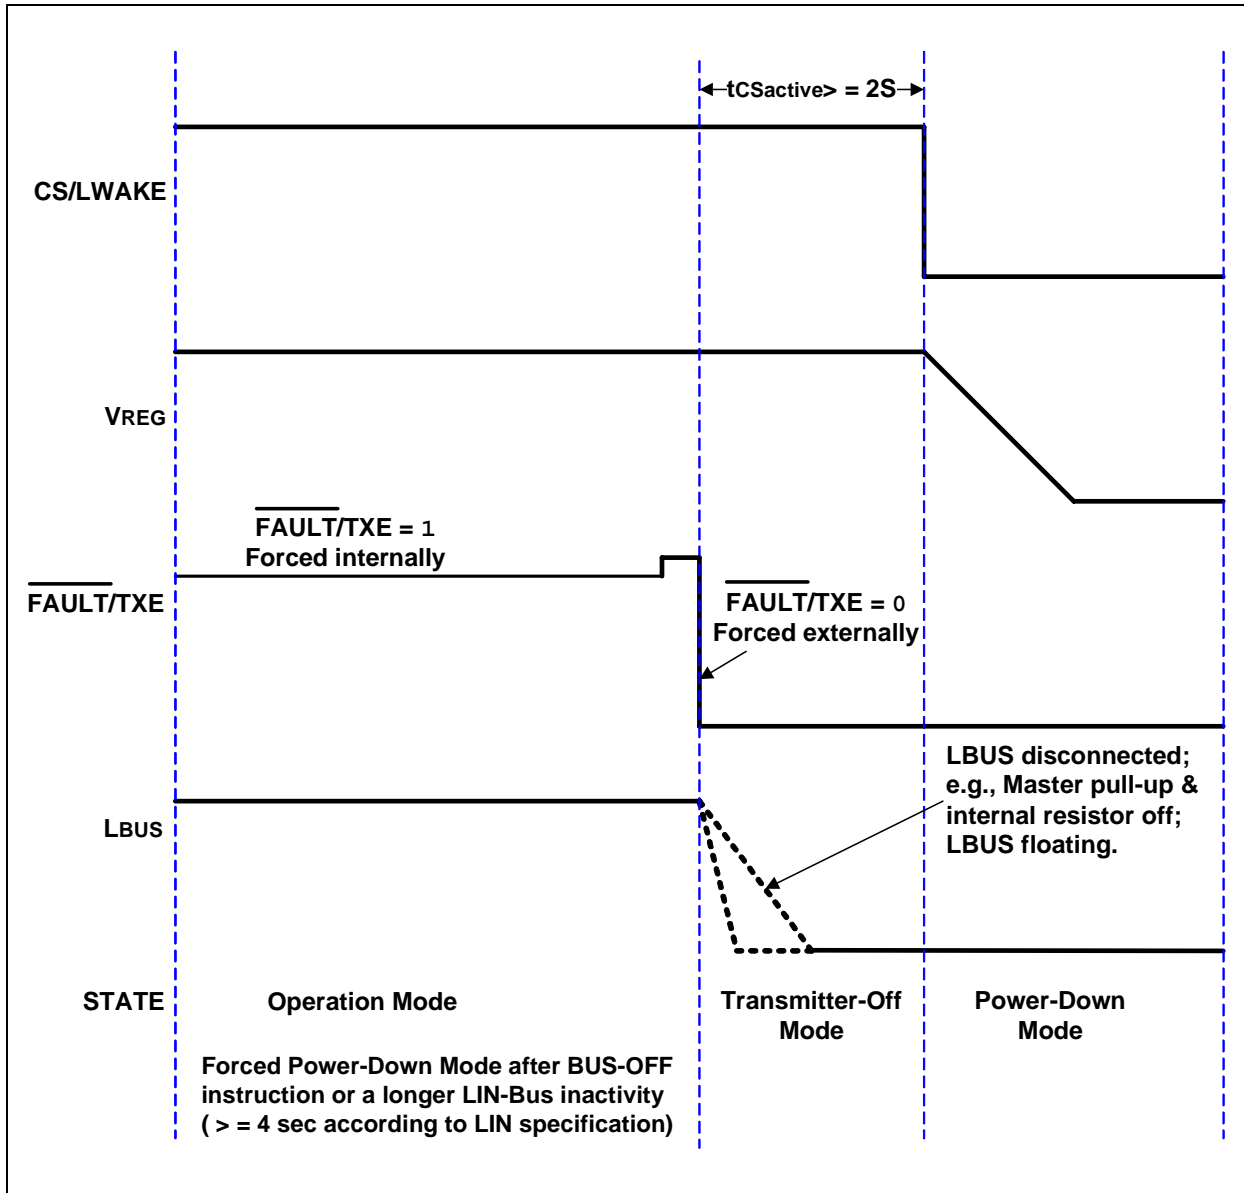 tCSactive> = 2S
CS/LWAKE
VREG
FAULT/TXE = 1
Forced internally
FAULT/TXE
FAULT/TXE = 0
Forced externally
LBUS disconnected;
e.g., Master pull-up &
internal resistor off;
LBUS floating.
LBUS
STATE
Operation Mode
Transmitter-Off
Mode
Power-Down
Mode
Forced Power-Down Mode after BUS-OFF
instruction or a longer LIN-Bus inactivity
( > = 4 sec according to LIN specification)